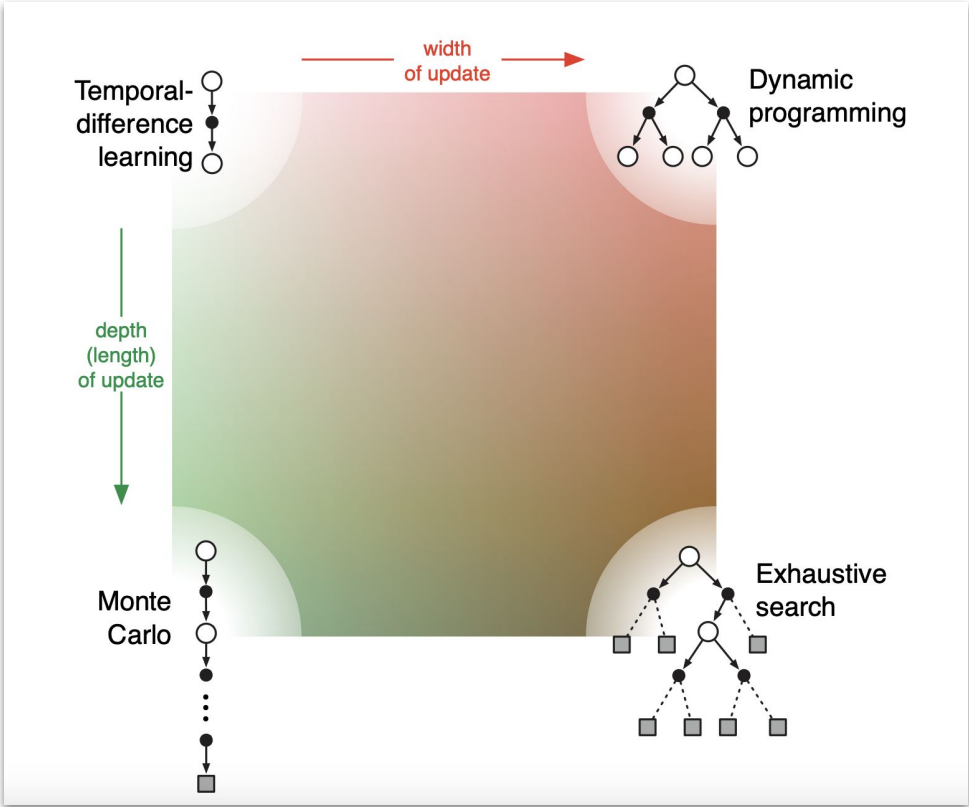 width
of update
Temporal-
difference
learning
Dynamic
programming
depth
(length)
of update
Monte
Carlo
Exhaustive
search